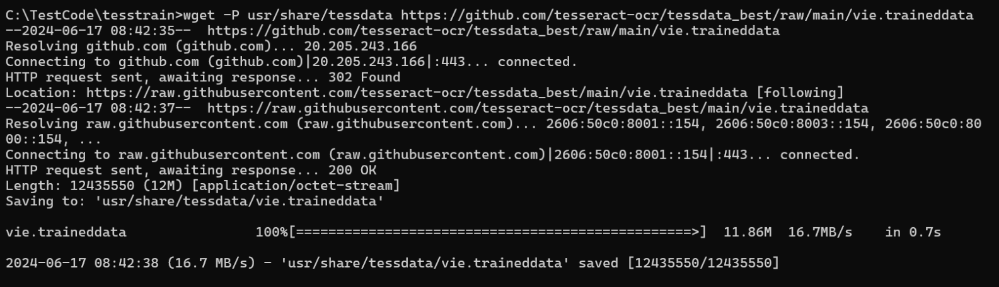 C:\TestCode\tesstrain>wget -P usr/share/tessdata https://github.com/tesseract-ocr/tessdata_best/raw/main/vie.traineddata
--2024-06-17 08:42:35--  https://github.com/tesseract-ocr/tessdata_best/raw/main/vie.traineddata
Resolving github.com (github.com)... 20.205.243.166
Connecting to github.com (github.com)|20.205.243.166|:443... connected.
HTTP request sent, awaiting response... 302 Found
Location: https://raw.githubusercontent.com/tesseract-ocr/tessdata_best/main/vie.traineddata [following]
--2024-06-17 08:42:37--  https://raw.githubusercontent.com/tesseract-ocr/tessdata_best/main/vie.traineddata
Resolving raw.githubusercontent.com (raw.githubusercontent.com)... 2606:50c0:8001::154, 2606:50c0:8003::154, 2606:50c0:80
00::154, ...
Connecting to raw.githubusercontent.com (raw.githubusercontent.com)|2606:50c0:8001::154|:443... connected.
HTTP request sent, awaiting response... 200 OK
Length: 12435550 (12M) [application/octet-stream]
Saving to: 'usr/share/tessdata/vie.traineddata'

vie.traineddata                100%[=================================================>]  11.86M  16.7MB/s    in 0.7s

2024-06-17 08:42:38 (16.7 MB/s) - 'usr/share/tessdata/vie.traineddata' saved [12435550/12435550]